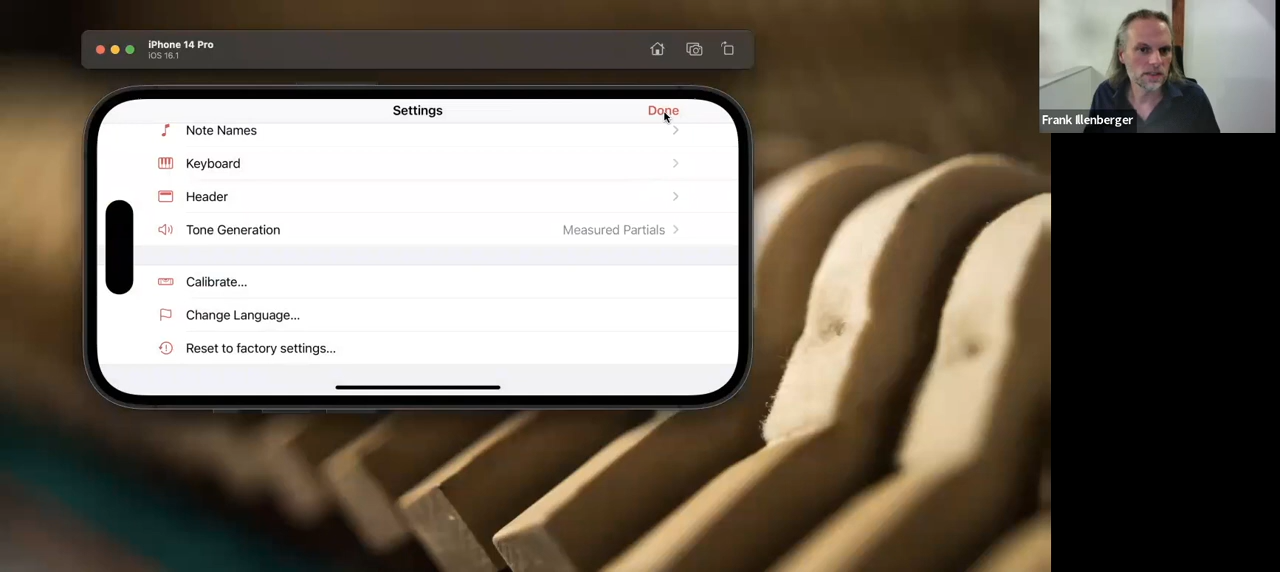 iPhone 14 Pro
iOS 16.1
Settings
Done
Note Names
Keyboard
Header
Tone Generation
Measured Partials
Calibrate...
Change Language...
Reset to factory settings...
Frank Illenberger